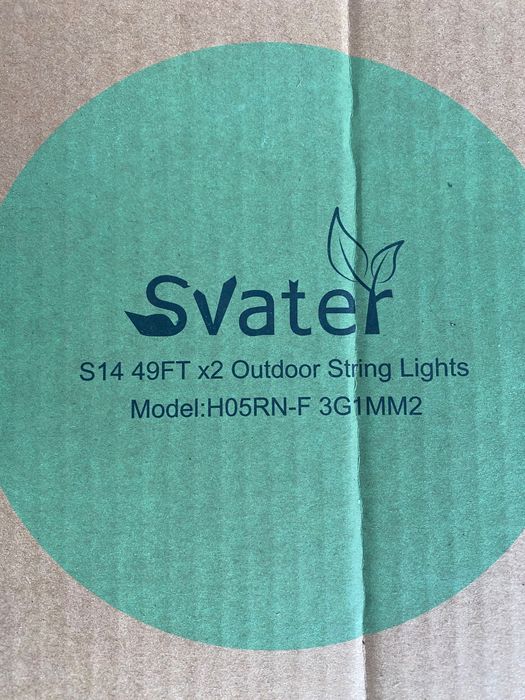 Svater
S14 49FT x2 Outdoor String Lights
Model:H05RN-F 3G1MM2